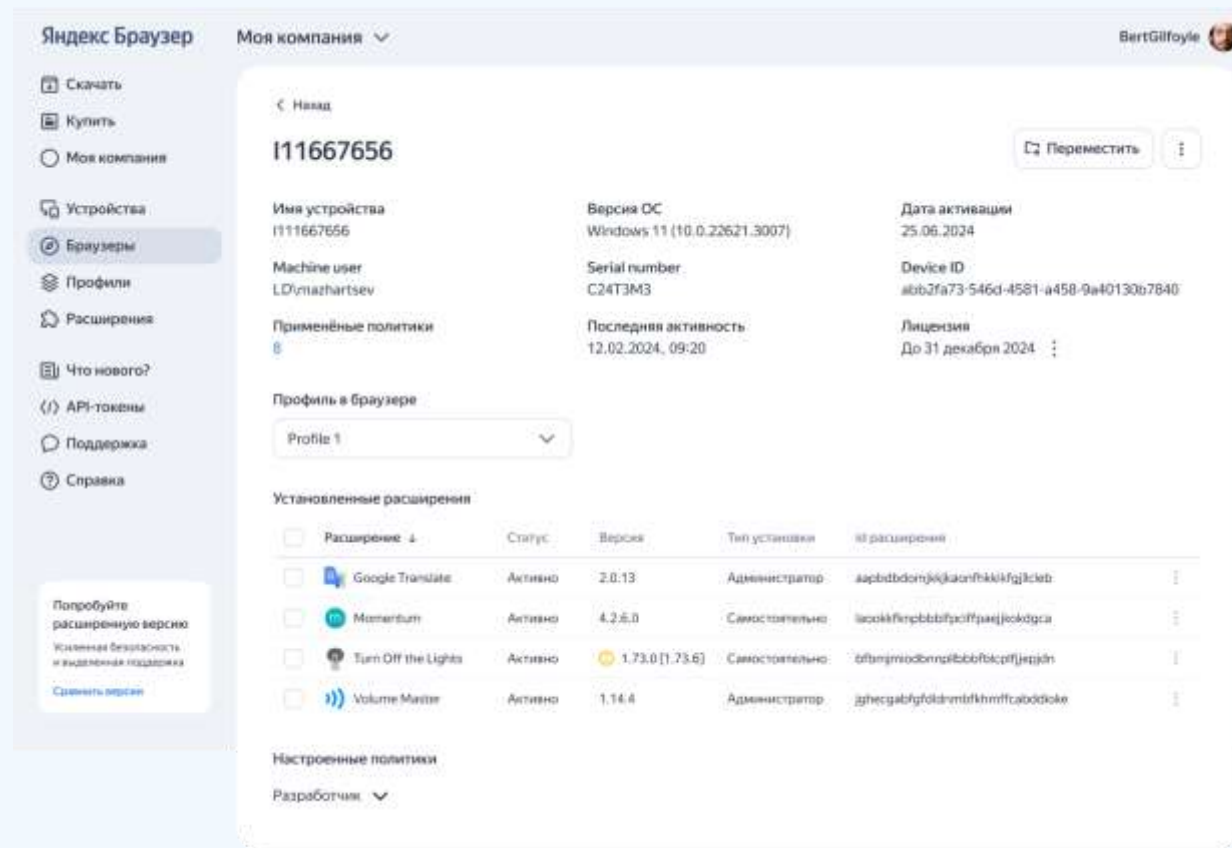 Яндекс Браузер
Моя компания
BertGilfoyle
Скачать
Купить
Моя компания
Устройства
Браузеры
Профили
Расширения
Что нового?
API-токены
Поддержка
Справка
Попробуйте
расширенную версию
Усиленная безопасность
и выделенная поддержка
Сравнить версии
Назад
I11667656
Переместить
Имя устройства Версия ОС Дата активации
I111667656 Windows 11 (10.0.22621.3007) 25.06.2024
Machine user Serial number Device ID
LD\mazhartsev C24T3M3 abb2fa73-546d-4581-a458-9a40130b7840
Применёные политики Последняя активность Лицензия
8 12.02.2024, 09:20 До 31 декабря 2024
Профиль в браузере
Profile 1
Установленные расширения
Расширение ↓ Статус Версия Тип установки id расширения
Google Translate Активно 2.0.13 Администратор
Momentum Активно 4.2.6.0 Самостоятельно
Turn Off the Lights Активно 1.73.0 [1.73.6] Самостоятельно
Volume Master Активно 1.14.4 Администратор
Настроенные политики
Разработчик